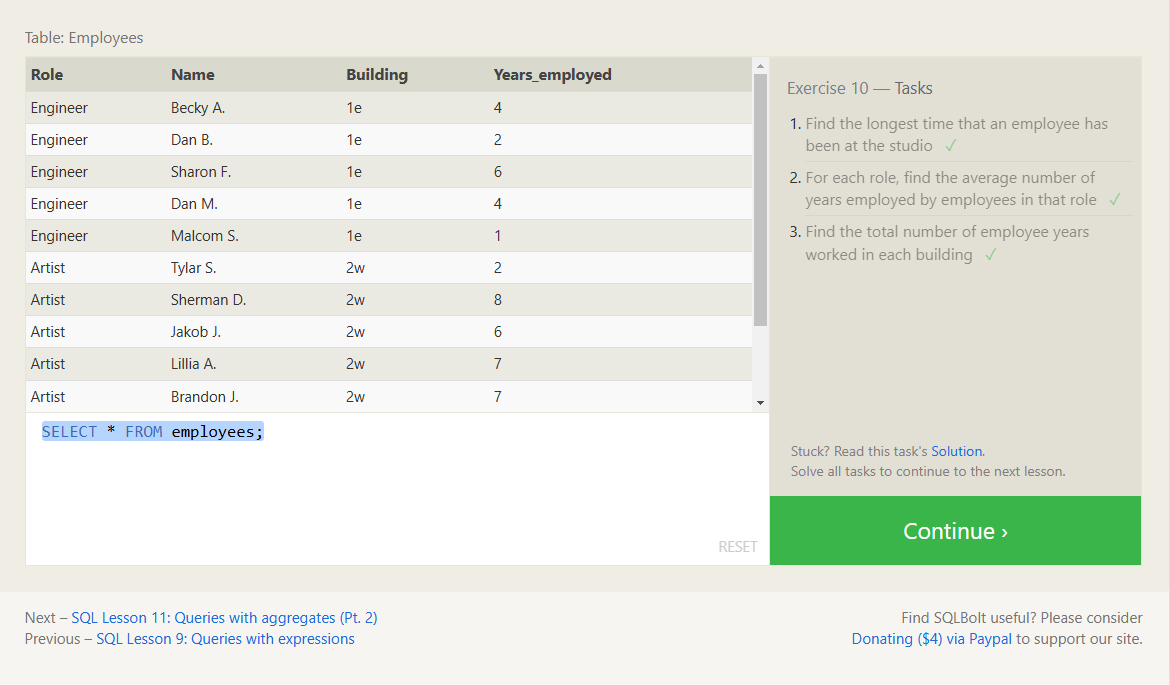 Table: Employees
Role Name Building Years_employed
Engineer Becky A. 1e 4
Engineer Dan B. 1e 2
Engineer Sharon F. 1e 6
Engineer Dan M. 1e 4
Engineer Malcom S. 1e 1
Artist Tylar S. 2w 2
Artist Sherman D. 2w 8
Artist Jakob J. 2w 6
Artist Lillia A. 2w 7
Artist Brandon J. 2w 7
SELECT * FROM employees;
RESET
Exercise 10 — Tasks
1. Find the longest time that an employee has
been at the studio ✓
2. For each role, find the average number of
years employed by employees in that role ✓
3. Find the total number of employee years
worked in each building ✓
Stuck? Read this task's Solution.
Solve all tasks to continue to the next lesson.
Continue ›
Next – SQL Lesson 11: Queries with aggregates (Pt. 2)
Previous – SQL Lesson 9: Queries with expressions
Find SQLBolt useful? Please consider
Donating ($4) via Paypal to support our site.